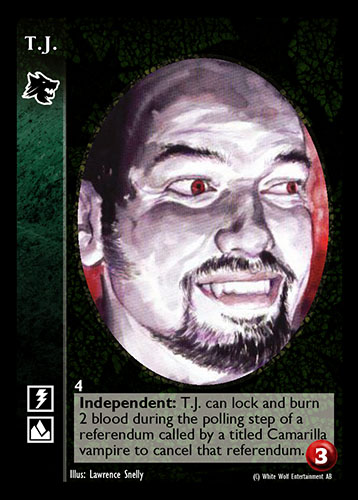 T.J.
4
Independent: T.J. can lock and burn
2 blood during the polling step of a
referendum called by a titled Camarilla
vampire to cancel that referendum.
3
Illus: Lawrence Snelly
(C) White Wolf Entertainment AB